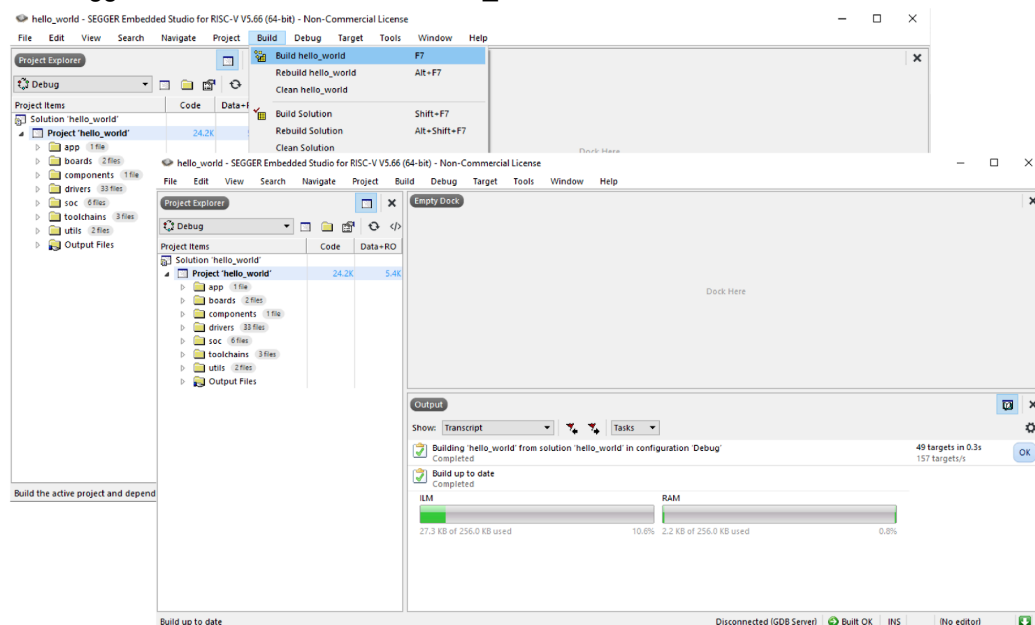 hello_world - SEGGER Embedded Studio for RISC-V V5.66 (64-bit) - Non-Commercial License
File Edit View Search Navigate Project Build Debug Target Tools Window Help
Project Explorer
Build hello_world F7
Rebuild hello_world Alt+F7
Clean hello_world
Build Solution Shift+F7
Rebuild Solution Alt+Shift+F7
Clean Solution
Debug
Project Items Code
Solution 'hello_world'
Project 'hello_world' 24.2K
app 1 file
boards 2 files
components 1 file
drivers 33 files
soc 6 files
toolchains 3 files
utils 2 files
Output Files
Build the active project and depend
hello_world - SEGGER Embedded Studio for RISC-V V5.66 (64-bit) - Non-Commercial License
File Edit View Search Navigate Project Build Debug Target Tools Window Help
Project Explorer
Debug
Project Items Code Data+RO
Solution 'hello_world'
Project 'hello_world' 24.2K 5.4K
app 1 file
boards 2 files
components 1 file
drivers 33 files
soc 6 files
toolchains 3 files
utils 2 files
Output Files
Empty Dock
Dock Here
Output
Show: Transcript Tasks
Building 'hello_world' from solution 'hello_world' in configuration 'Debug' 49 targets in 0.3s
Completed 157 targets/s
OK
Build up to date
Completed
ILM RAM
27.3 KB of 256.0 KB used 10.6% 2.2 KB of 256.0 KB used 0.8%
Build up to date Disconnected (GDB Server) Built OK INS (No editor)